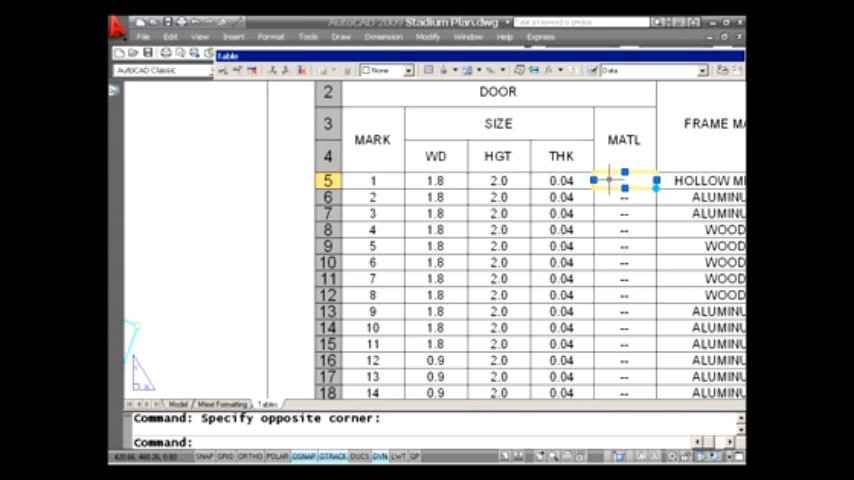 AutoCAD 2009 Stadium Plan.dwg
File Edit View Insert Format Tools Draw Dimension Modify Window Help Express
Table
AutoCAD Classic None Data
2 DOOR
3 MARK SIZE MATL FRAME MA
4 WD HGT THK
5 1 1.8 2.0 0.04 HOLLOW ME
6 2 1.8 2.0 0.04 -- ALUMINU
7 3 1.8 2.0 0.04 -- ALUMINU
8 4 1.8 2.0 0.04 -- WOOD
9 5 1.8 2.0 0.04 -- WOOD
10 6 1.8 2.0 0.04 -- WOOD
11 7 1.8 2.0 0.04 -- WOOD
12 8 1.8 2.0 0.04 -- WOOD
13 9 1.8 2.0 0.04 -- ALUMINU
14 10 1.8 2.0 0.04 -- ALUMINU
15 11 1.8 2.0 0.04 -- ALUMINU
16 12 0.9 2.0 0.04 -- ALUMINU
17 13 0.9 2.0 0.04 -- ALUMINU
18 14 0.9 2.0 0.04 -- ALUMINU
Model Mtext Formatting Tables
Command: Specify opposite corner:
Command:
SNAP GRID ORTHO POLAR OSNAP OTRACK DUCS DYN LWT QP